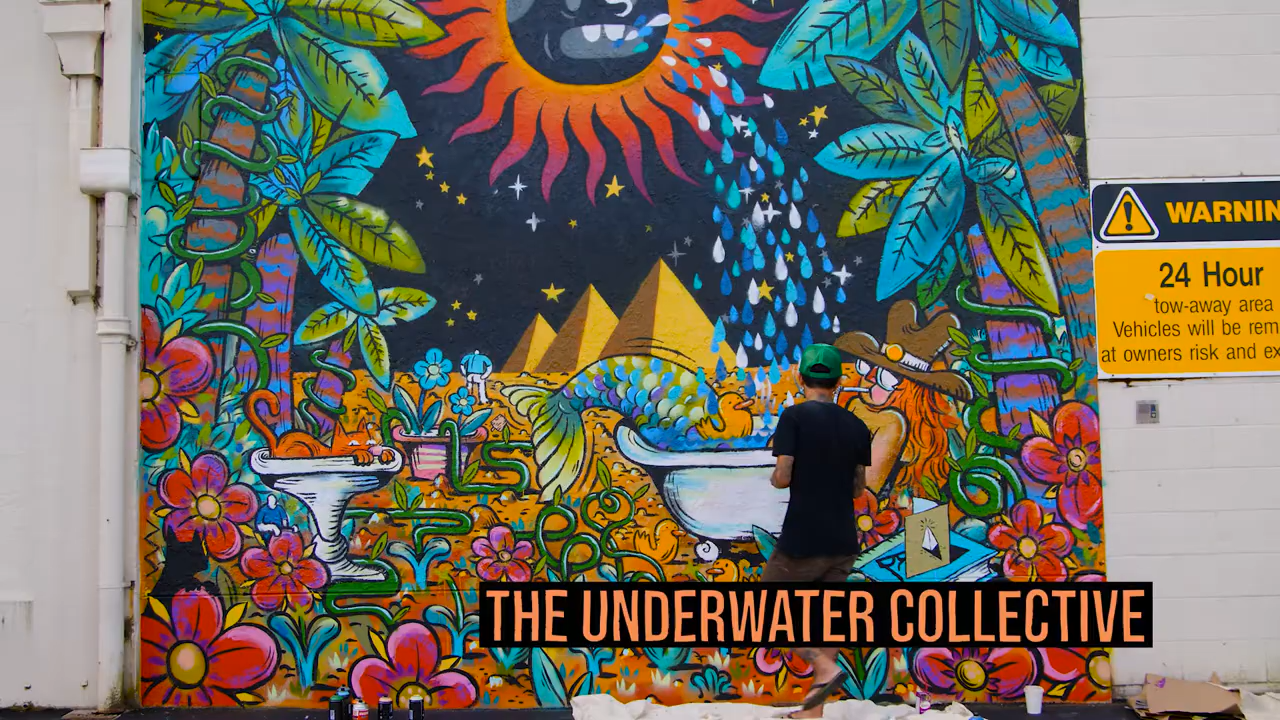 WARNIN
24 Hour
tow-away area
Vehicles will be rem
at owners risk and ex
THE UNDERWATER COLLECTIVE